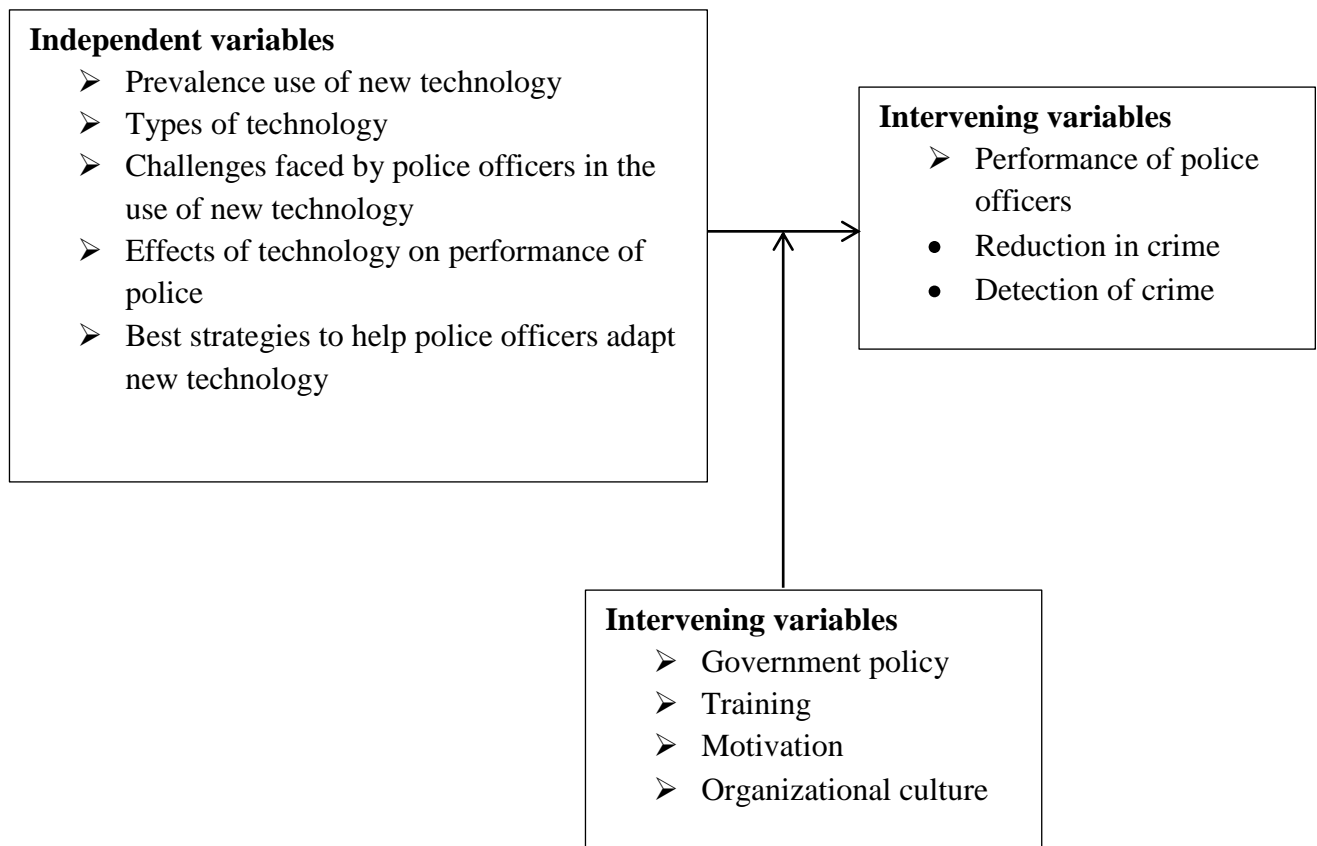 Independent variables
➢ Prevalence use of new technology
➢ Types of technology
➢ Challenges faced by police officers in the
use of new technology
➢ Effects of technology on performance of
police
➢ Best strategies to help police officers adapt
new technology
Intervening variables
➢ Performance of police
officers
• Reduction in crime
• Detection of crime
Intervening variables
➢ Government policy
➢ Training
➢ Motivation
➢ Organizational culture